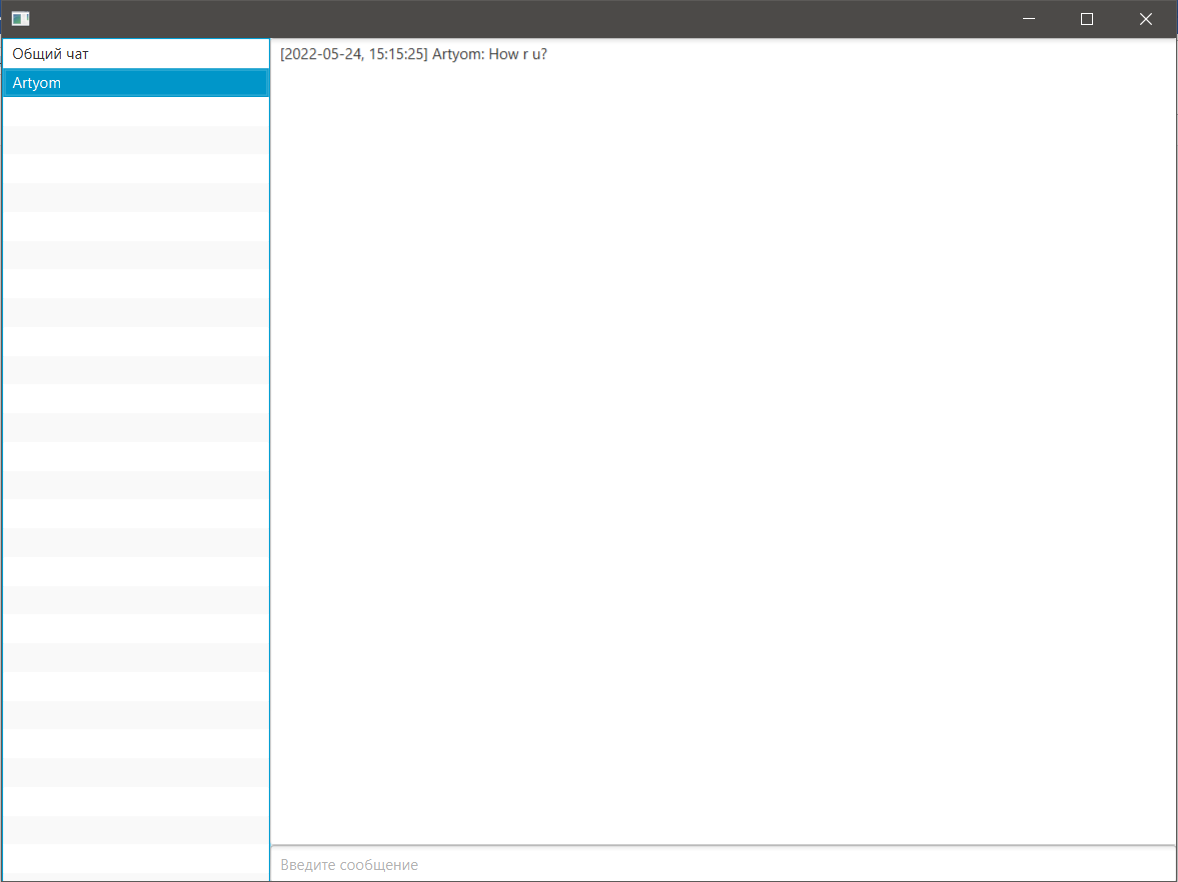 Общий чат
Artyom
[2022-05-24, 15:15:25] Artyom: How r u?
Введите сообщение